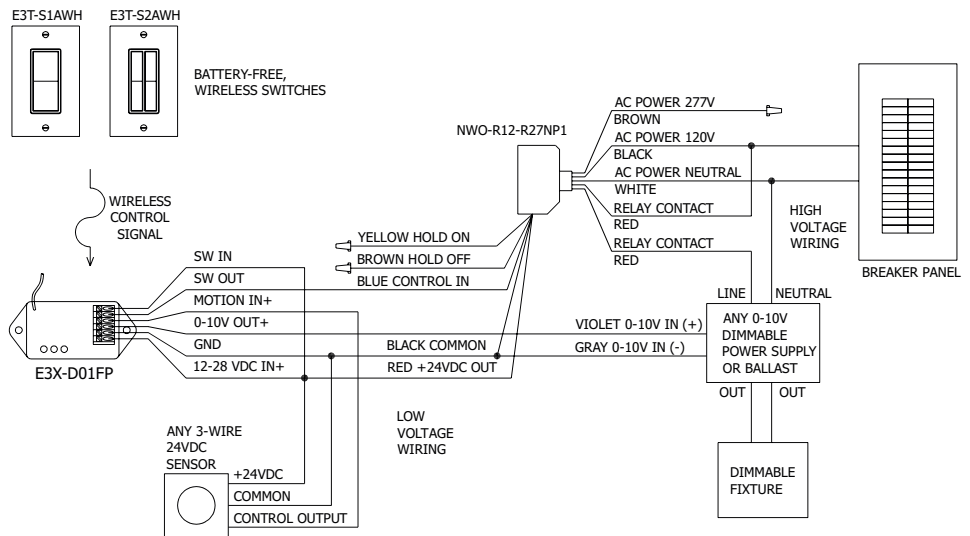 E3T-S1AWH
E3T-S2AWH
BATTERY-FREE,
WIRELESS SWITCHES
WIRELESS
CONTROL
SIGNAL
NWO-R12-R27NP1
AC POWER 277V
BROWN
AC POWER 120V
BLACK
AC POWER NEUTRAL
WHITE
RELAY CONTACT
RED
RELAY CONTACT
RED
HIGH
VOLTAGE
WIRING
BREAKER PANEL
YELLOW HOLD ON
BROWN HOLD OFF
BLUE CONTROL IN
SW IN
SW OUT
MOTION IN+
0-10V OUT+
GND
12-28 VDC IN+
E3X-D01FP
BLACK COMMON
RED +24VDC OUT
VIOLET 0-10V IN (+)
GRAY 0-10V IN (-)
LINE
NEUTRAL
ANY 0-10V
DIMMABLE
POWER SUPPLY
OR BALLAST
OUT
OUT
LOW
VOLTAGE
WIRING
ANY 3-WIRE
24VDC
SENSOR
+24VDC
COMMON
CONTROL OUTPUT
DIMMABLE
FIXTURE